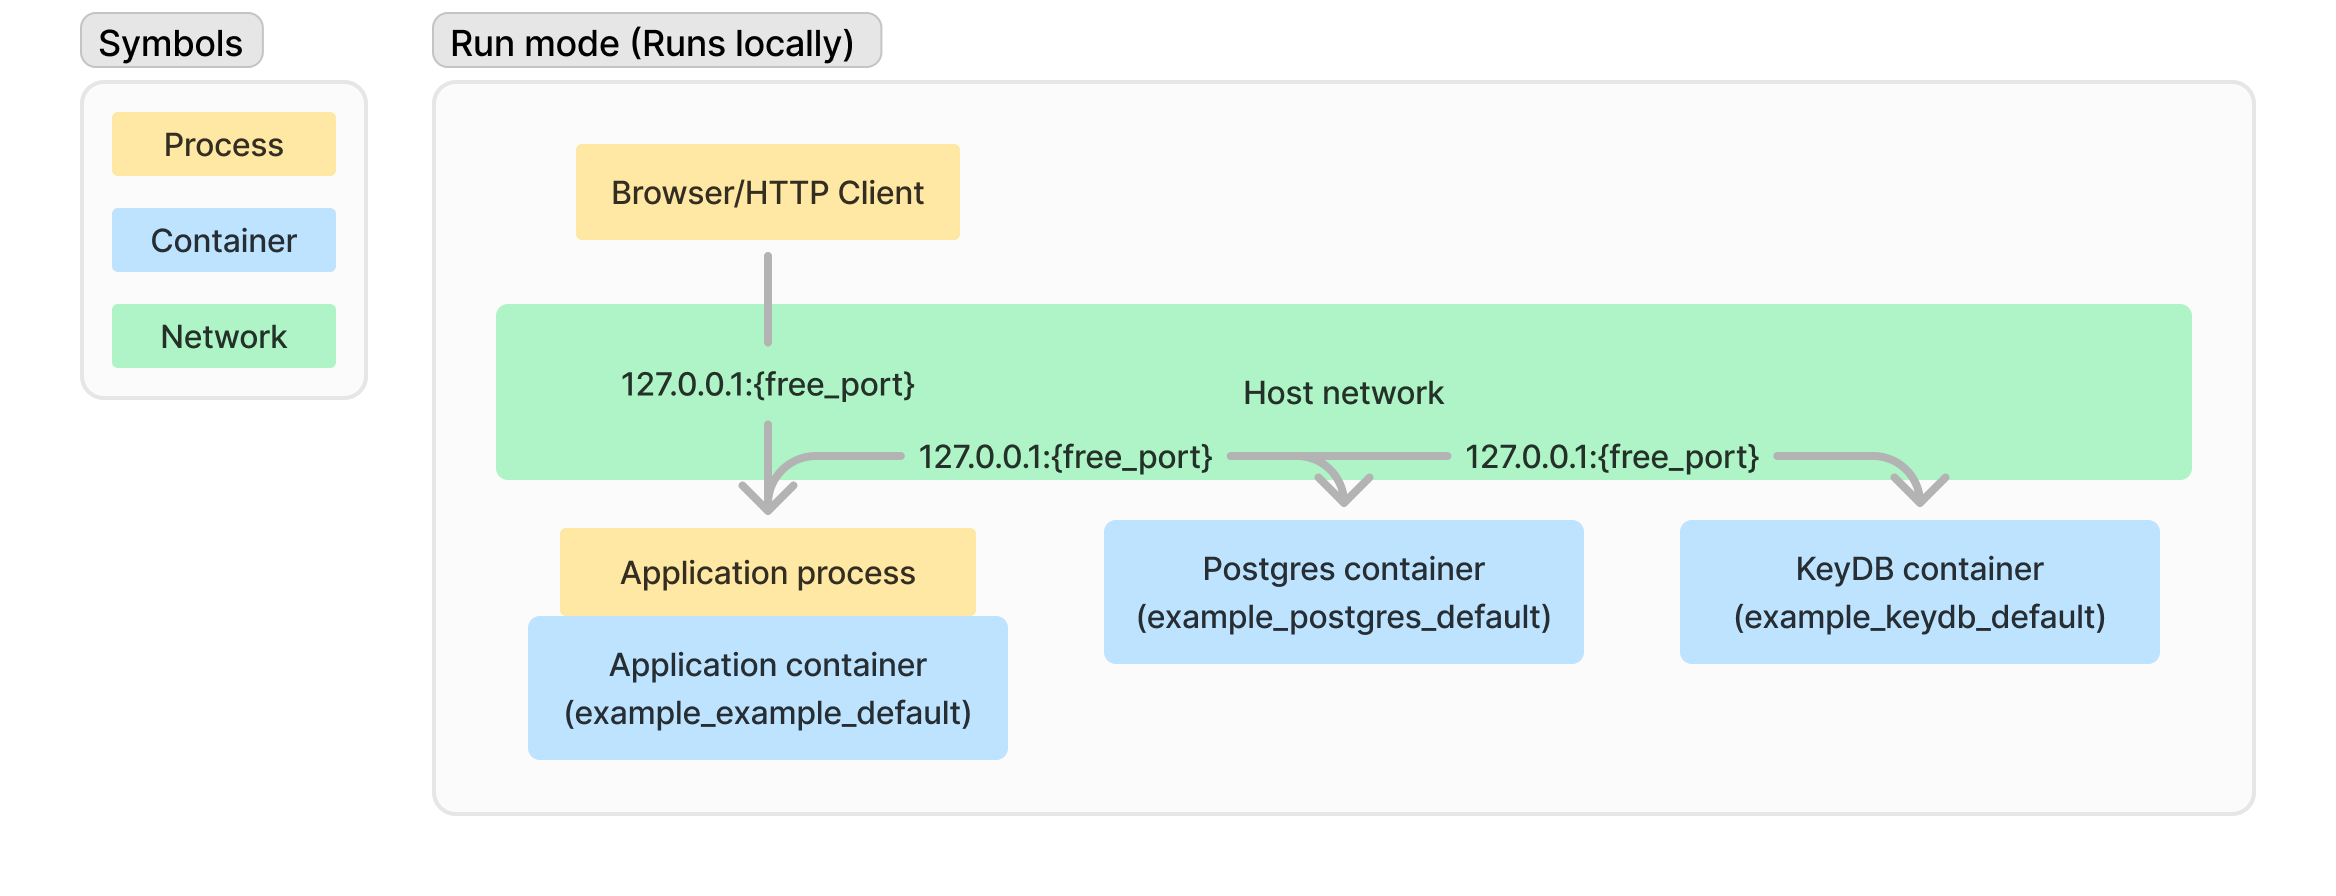 Symbols
Process
Container
Network
Run mode (Runs locally)
Browser/HTTP Client
127.0.0.1:{free_port}
Host network
127.0.0.1:{free_port}
127.0.0.1:{free_port}
Application process
Application container
(example_example_default)
Postgres container
(example_postgres_default)
KeyDB container
(example_keydb_default)